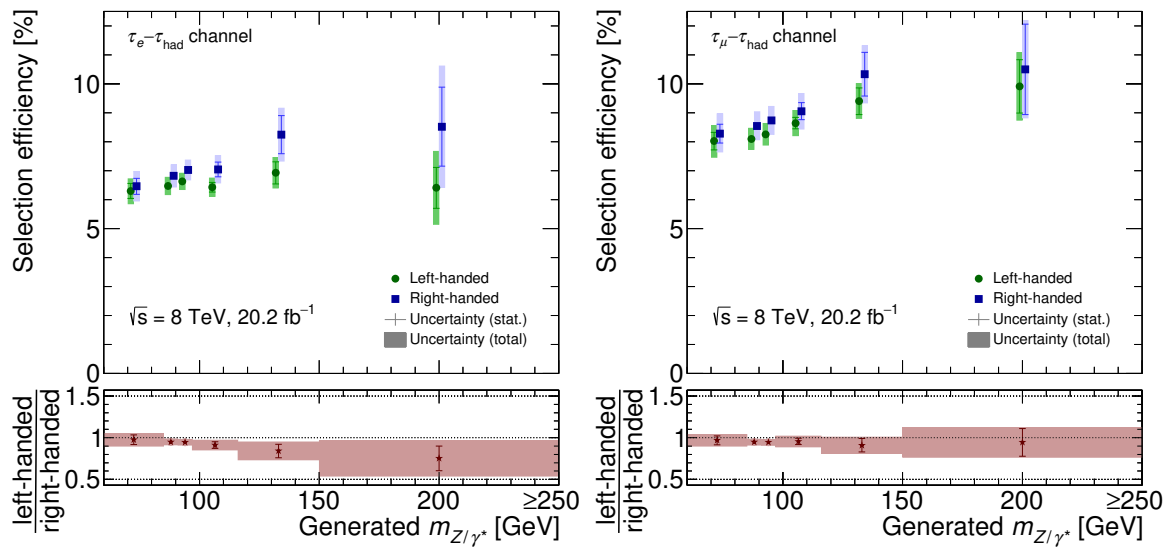 Selection efficiency [%]
10
5
0
τe–τhad channel
Left-handed
Right-handed
Uncertainty (stat.)
Uncertainty (total)
√s = 8 TeV, 20.2 fb⁻¹
left-handed
right-handed
1.5
1
0.5
100 150 200 ≥250
Generated mZ/γ* [GeV]
Selection efficiency [%]
10
5
0
τμ–τhad channel
Left-handed
Right-handed
Uncertainty (stat.)
Uncertainty (total)
√s = 8 TeV, 20.2 fb⁻¹
left-handed
right-handed
1.5
1
0.5
100 150 200 ≥250
Generated mZ/γ* [GeV]